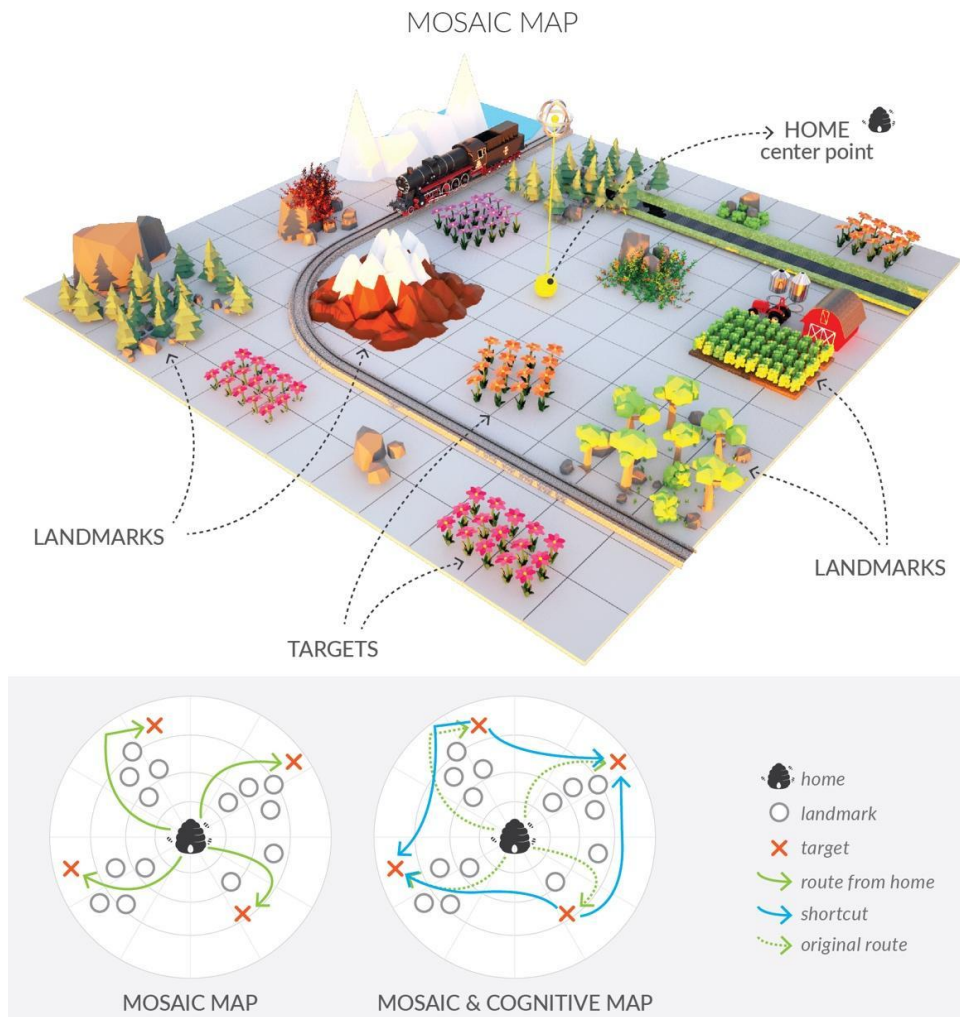 MOSAIC MAP
HOME
center point
LANDMARKS
LANDMARKS
TARGETS
home
landmark
target
route from home
shortcut
original route
MOSAIC MAP
MOSAIC & COGNITIVE MAP